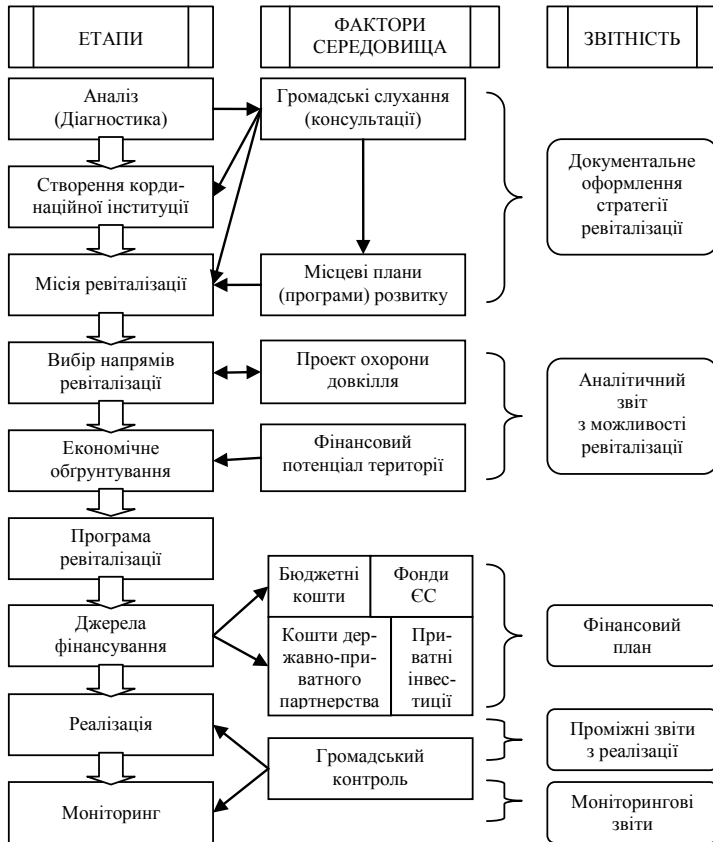 ЕТАПИ
ФАКТОРИ
СЕРЕДОВИЩА
ЗВІТНІСТЬ
Аналіз
(Діагностика)
Громадські слухання
(консультації)
Створення корди-
наційної інституції
Документальне
оформлення
стратегії
ревіталізації
Місія ревіталізації
Місцеві плани
(програми) розвитку
Вибір напрямів
ревіталізації
Проект охорони
довкілля
Аналітичний
звіт
з можливості
ревіталізації
Економічне
обґрунтування
Фінансовий
потенціал території
Програма
ревіталізації
Джерела
фінансування
Бюджетні
кошти
Фонди
ЄС
Кошти дер-
жавно-при-
ватного
партнерства
При-
ватні
інвес-
тиції
Фінансовий
план
Реалізація
Громадський
контроль
Проміжні звіти
з реалізації
Моніторинг
Моніторингові
звіти